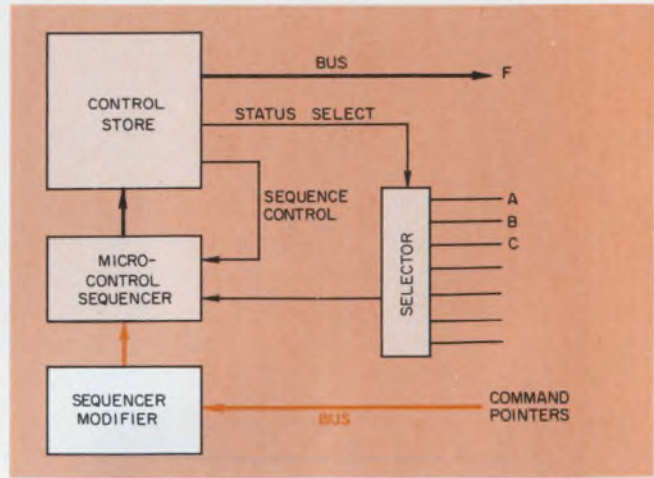 BUS
F
CONTROL
STORE
STATUS SELECT
SEQUENCE
CONTROL
A
B
C
MICRO-
CONTROL
SEQUENCER
SELECTOR
SEQUENCER
MODIFIER
BUS
COMMAND
POINTERS